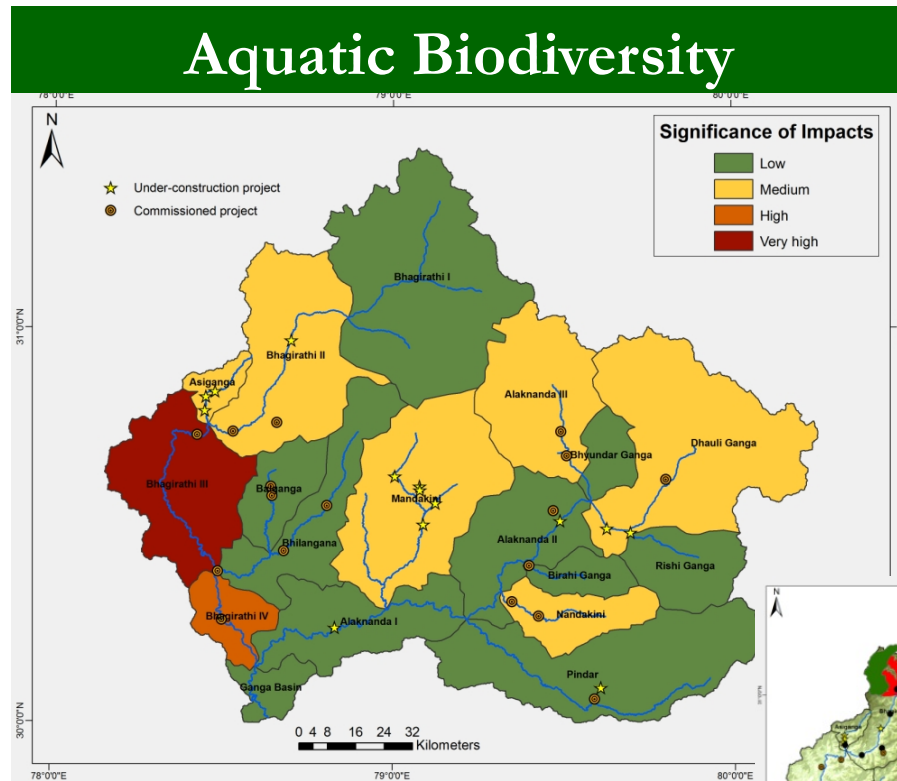 Aquatic Biodiversity
78°0'0"E
79°0'0"E
80°0'0"E
N
Significance of Impacts
Low
Medium
High
Very high
Under-construction project
Commissioned project
31°0'0"N
30°0'0"N
Bhagirathi I
Bhagirathi II
Asiganga
Alaknanda III
Bhyundar Ganga
Dhauli Ganga
Bhagirathi III
Balganga
Mandakini
Bhilangana
Alaknanda II
Birahi Ganga
Rishi Ganga
Bhagirathi IV
Alaknanda I
Nandakini
Ganga Basin
Pindar
0 4 8 16 24 32
Kilometers
78°0'0"E
79°0'0"E
80°0'0"E
N
Asiganga